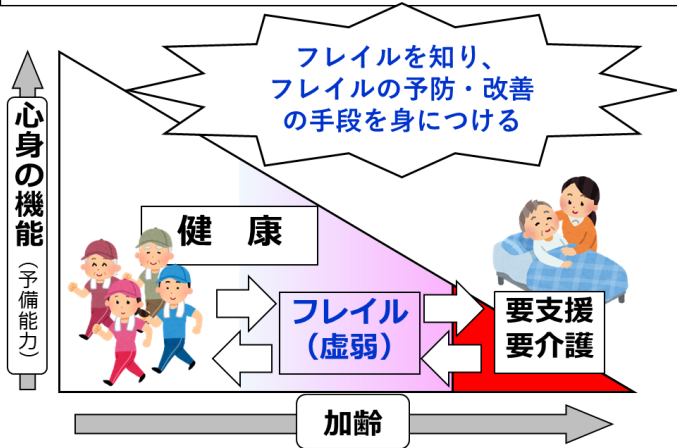 フレイルを知り、
フレイルの予防・改善
の手段を身につける
心身の機能
（予備能力）
健　康
フレイル
（虚弱）
要支援
要介護
加齢